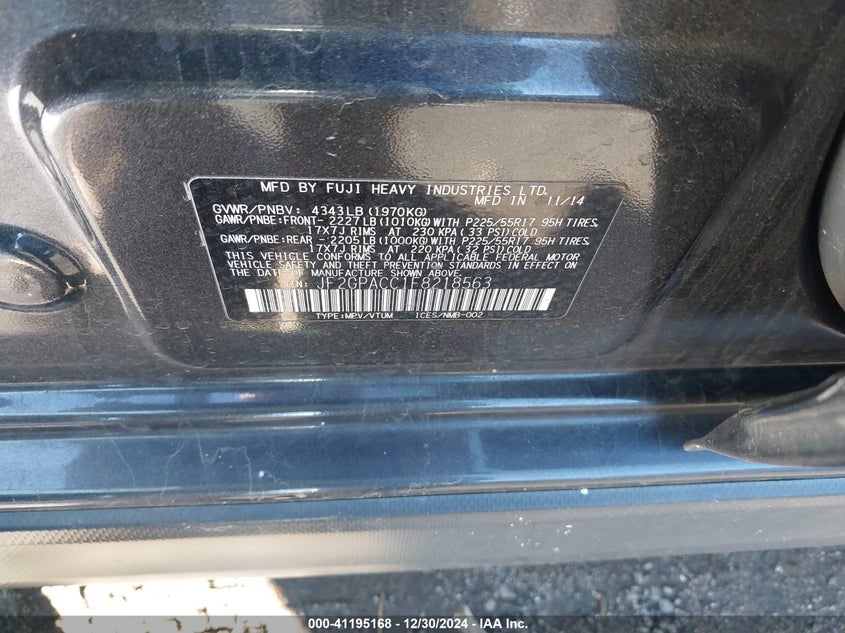 MFD BY FUJI HEAVY INDUSTRIES LTD.
MFD IN 11/14
GVWR/PNBV: 4343LB(1970KG)
GAWR/PNBE:FRONT-2227LB(1010KG)WITH P225/55R17 95H TIRES,
17X7J RIMS AT 230 KPA(33 PSI)COLD
GAWR/PNBE:REAR -2205LB(1000KG)WITH P225/55R17 95H TIRES,
17X7J RIMS AT 220 KPA(32 PSI)COLD
THIS VEHICLE CONFORMS TO ALL APPLICABLE FEDERAL MOTOR
VEHICLE SAFETY AND THEFT PREVENTION STANDARDS IN EFFECT ON
THE DATE OF MANUFACTURE SHOWN ABOVE.
VIN: JF2GPACC1F8218563
TYPE:MPV/VTUM ICES/NMB-002
000-41195168 - 12/30/2024 - IAA Inc.